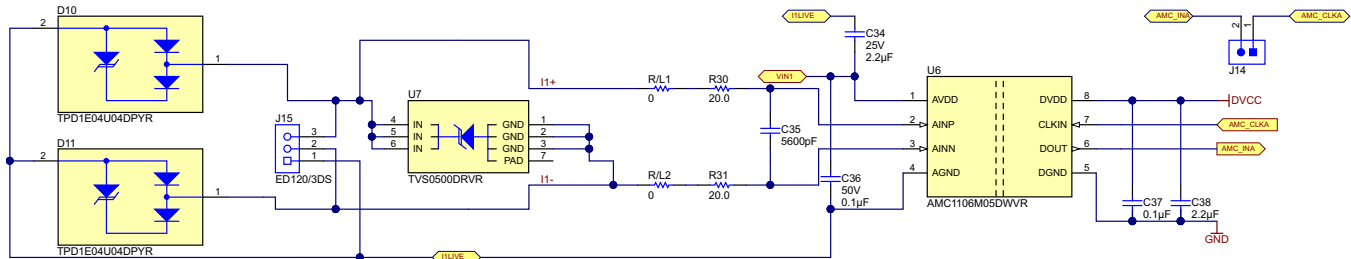 D10
2
1
TPD1E04U04DPYR
D11
2
1
TPD1E04U04DPYR
J15
3
2
1
ED120/3DS
U7
4
5
6
IN
IN
IN
GND
GND
GND
PAD
1
2
3
7
TVS0500DRVR
I1+
I1-
I1LIVE
R/L1
0
R30
20.0
R/L2
0
R31
20.0
C35
5600pF
VIN1
I1LIVE
C34
25V
2.2µF
C36
50V
0.1µF
U6
1
2
3
4
AVDD
AINP
AINN
AGND
DVDD
CLKIN
DOUT
DGND
8
7
6
5
AMC1106M05DWVR
C37
0.1µF
C38
2.2µF
GND
DVCC
AMC_CLKA
AMC_INA
AMC_INA
AMC_CLKA
2
1
J14